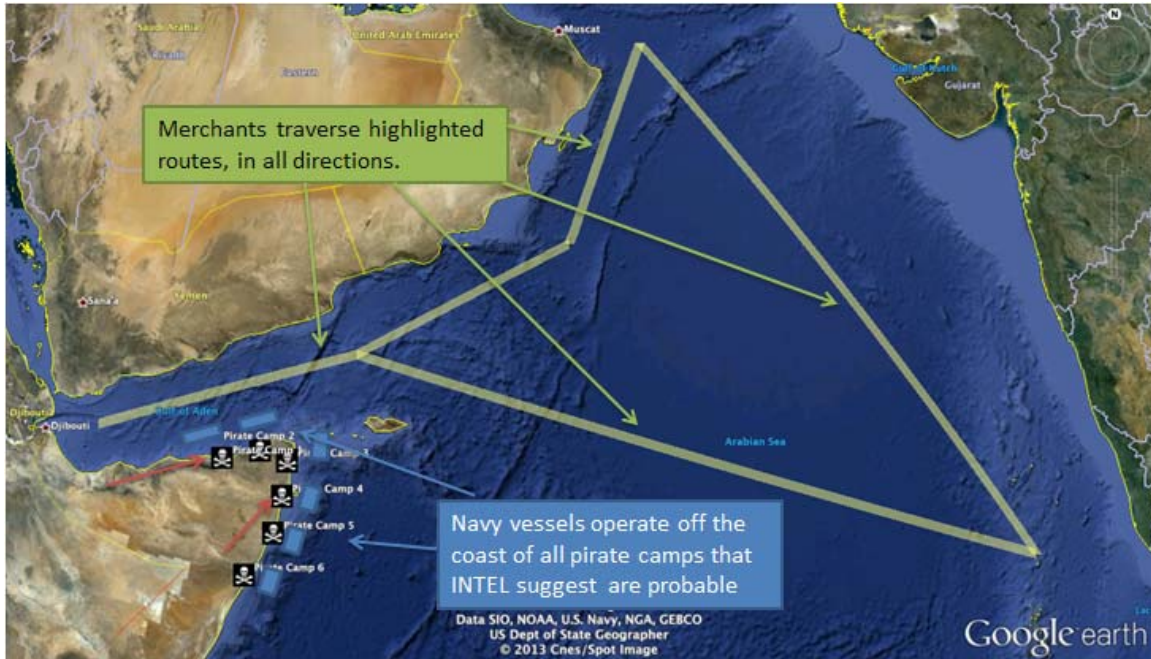 Saudi Arabia
United Arab Emirates
Muscat
N
Riyadh
Eastern
Gulf of Kutch
Gujarat
Merchants traverse highlighted
routes, in all directions.
Sana'a
Yemen
Djibouti
Djibouti
Gulf of Aden
Pirate Camp 2
Pirate Camp
Camp 3
Arabian Sea
Camp 4
Pirate Camp 5
Pirate Camp 6
Navy vessels operate off the
coast of all pirate camps that
INTEL suggest are probable
Data SIO, NOAA, U.S. Navy, NGA, GEBCO
US Dept of State Geographer
© 2013 Cnes/Spot Image
Google earth